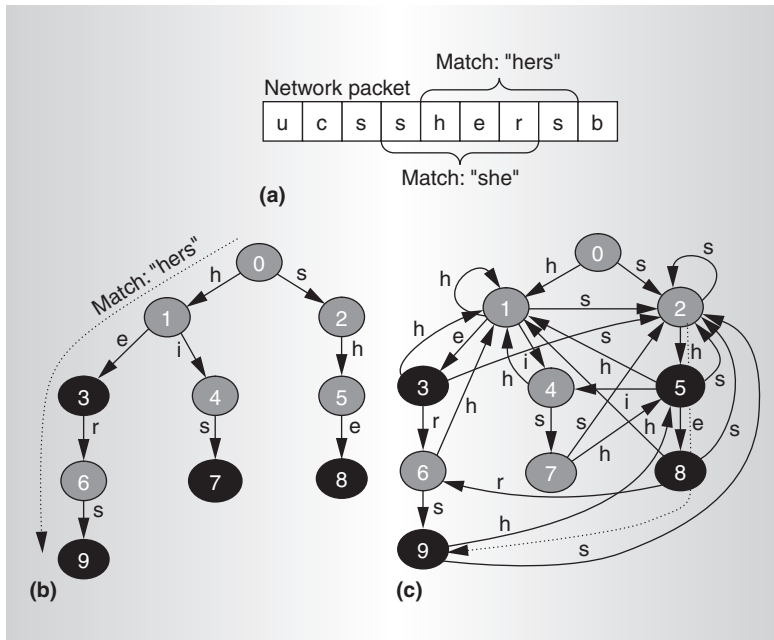 Match: "hers"
Network packet
u c s s h e r s b
Match: "she"
(a)
Match: "hers"
0
h s
1 2
e i h
3 4 5
r s e
6 7 8
s
9
(b)
0
h s
h s
1 s 2
h e i h h h s
3 4 5
r h s s i h e s
6 7 8
h r
s h s
9
(c)